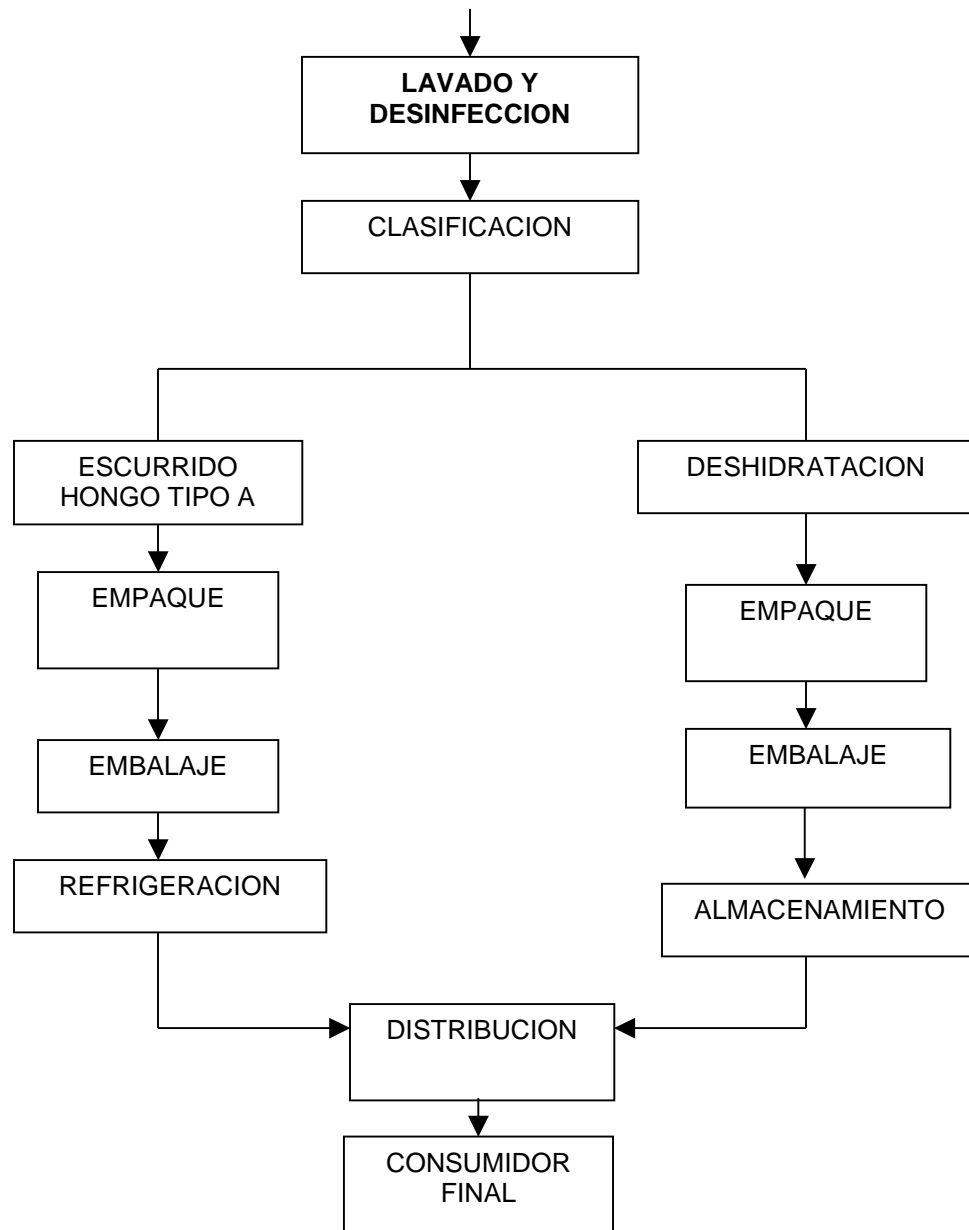 LAVADO Y
DESINFECCION
CLASIFICACION
ESCURRIDO
HONGO TIPO A
DESHIDRATACION
EMPAQUE
EMPAQUE
EMBALAJE
EMBALAJE
REFRIGERACION
ALMACENAMIENTO
DISTRIBUCION
CONSUMIDOR
FINAL